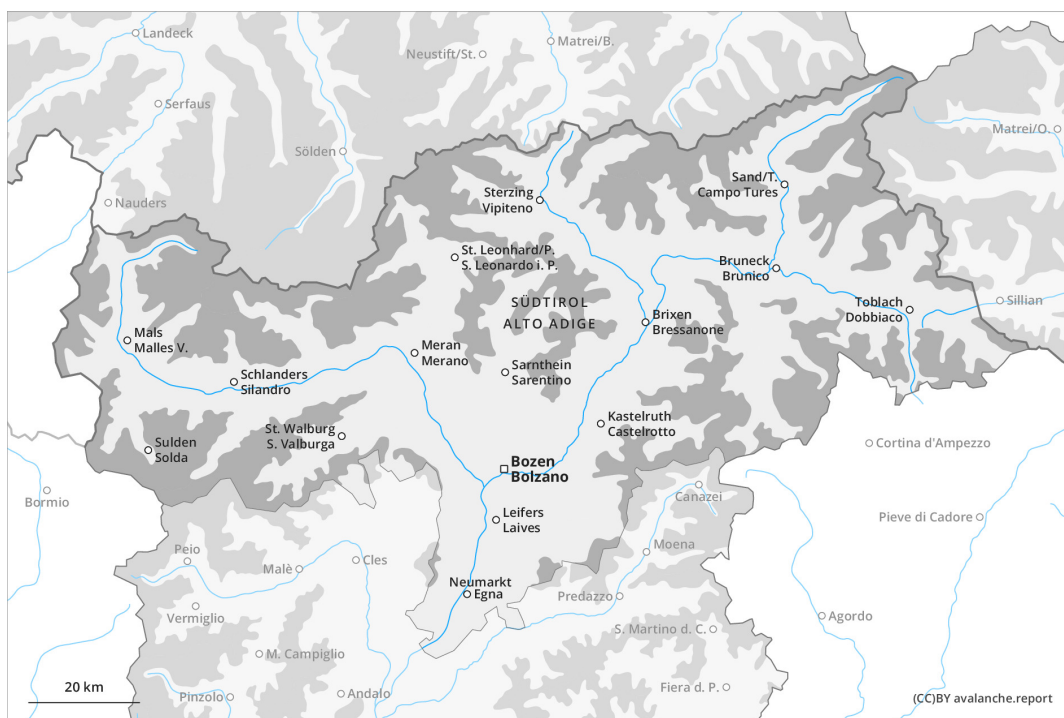 Landeck
Neustift/St.
Matrei/B.
Serfaus
Matrei/O.
Sölden
Sand/T.
Campo Tures
Sterzing
Vipiteno
Nauders
St. Leonhard/P.
S. Leonardo i. P.
Bruneck
Brunico
SÜDTIROL
ALTO ADIGE
Toblach
Dobbiaco
Sillian
Brixen
Bressanone
Mals
Malles V.
Meran
Merano
Sarnthein
Sarentino
Schlanders
Silandro
Kastelruth
Castelrotto
St. Walburg
S. Valburga
Sulden
Solda
Cortina d'Ampezzo
Bozen
Bolzano
Bormio
Canazei
Leifers
Laives
Pieve di Cadore
Peio
Cles
Moena
Malè
Neumarkt
Egna
Predazzo
Vermiglio
Agordo
S. Martino d. C.
M. Campiglio
20 km
Pinzolo
Andalo
Fiera d. P.
(CC)BY avalanche.report